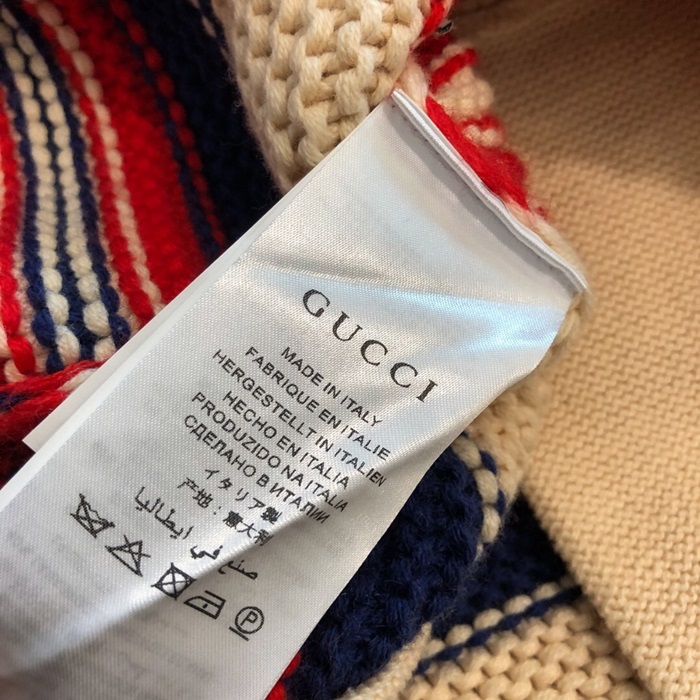 GUCCI
MADE IN ITALY
FABRIQUE EN ITALIE
HERGESTELLT IN ITALIEN
HECHO EN ITALIA
PRODUZIDO NA ITALIA
СДЕЛАНО В ИТАЛИИ
イタリア製
产地：意大利
صنع في ايطاليا
P